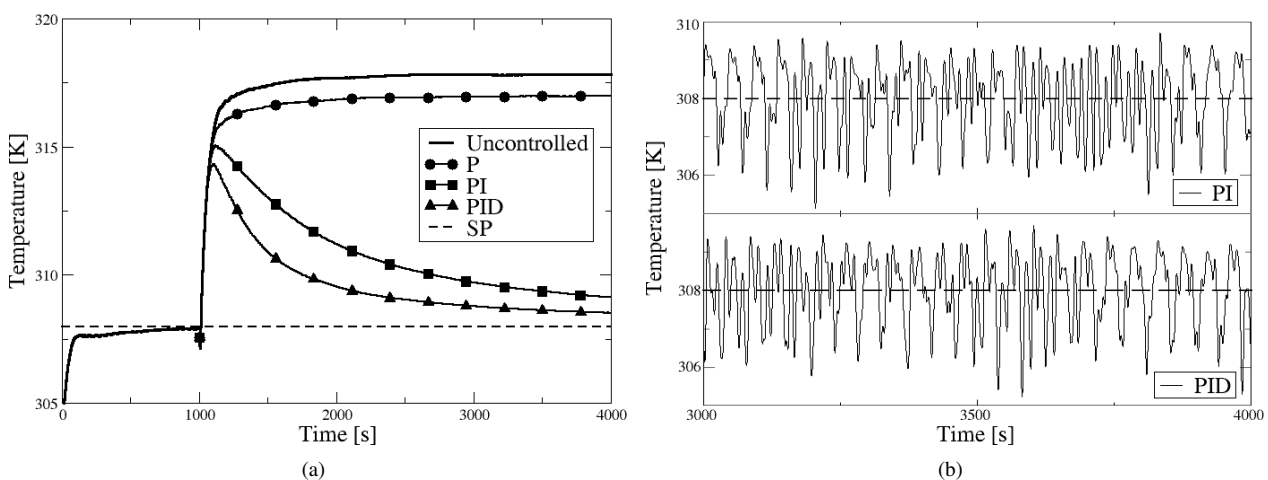 320
315
310
305
Temperature [K]
0
1000
2000
3000
4000
Time [s]
Uncontrolled
P
PI
PID
SP
(a)
310
308
306
Temperature [K]
PI
308
306
Temperature [K]
PID
3000
3500
4000
Time [s]
(b)